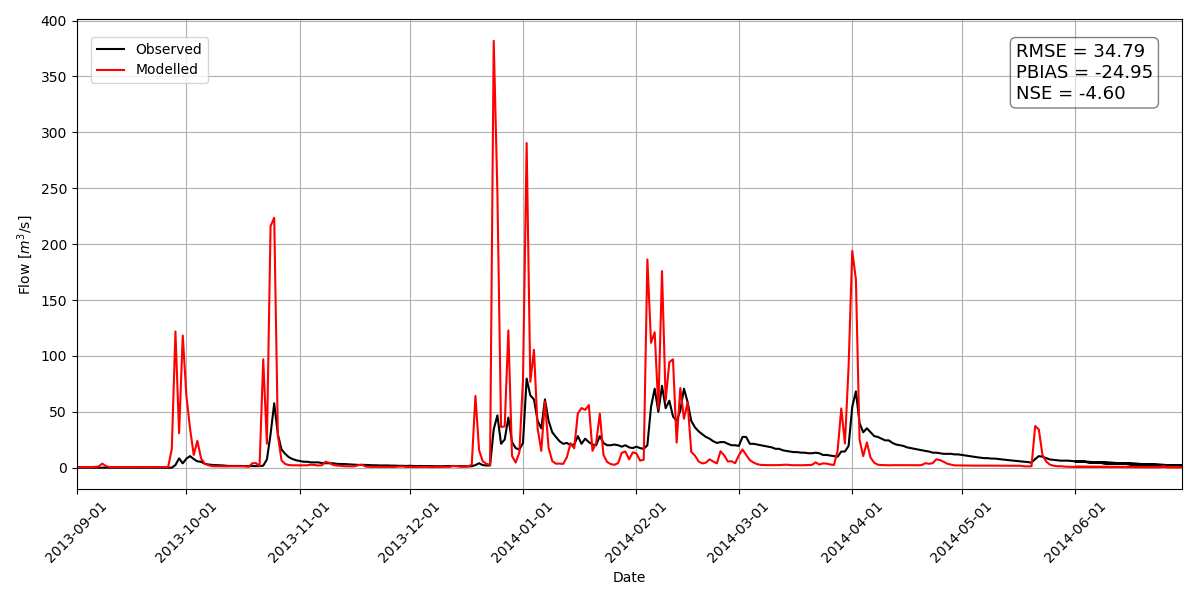 400
350
300
250
200
150
100
50
0
Flow [m³/s]
Observed
Modelled
RMSE = 34.79
PBIAS = -24.95
NSE = -4.60
2013-09-01
2013-10-01
2013-11-01
2013-12-01
2014-01-01
2014-02-01
2014-03-01
2014-04-01
2014-05-01
2014-06-01
Date